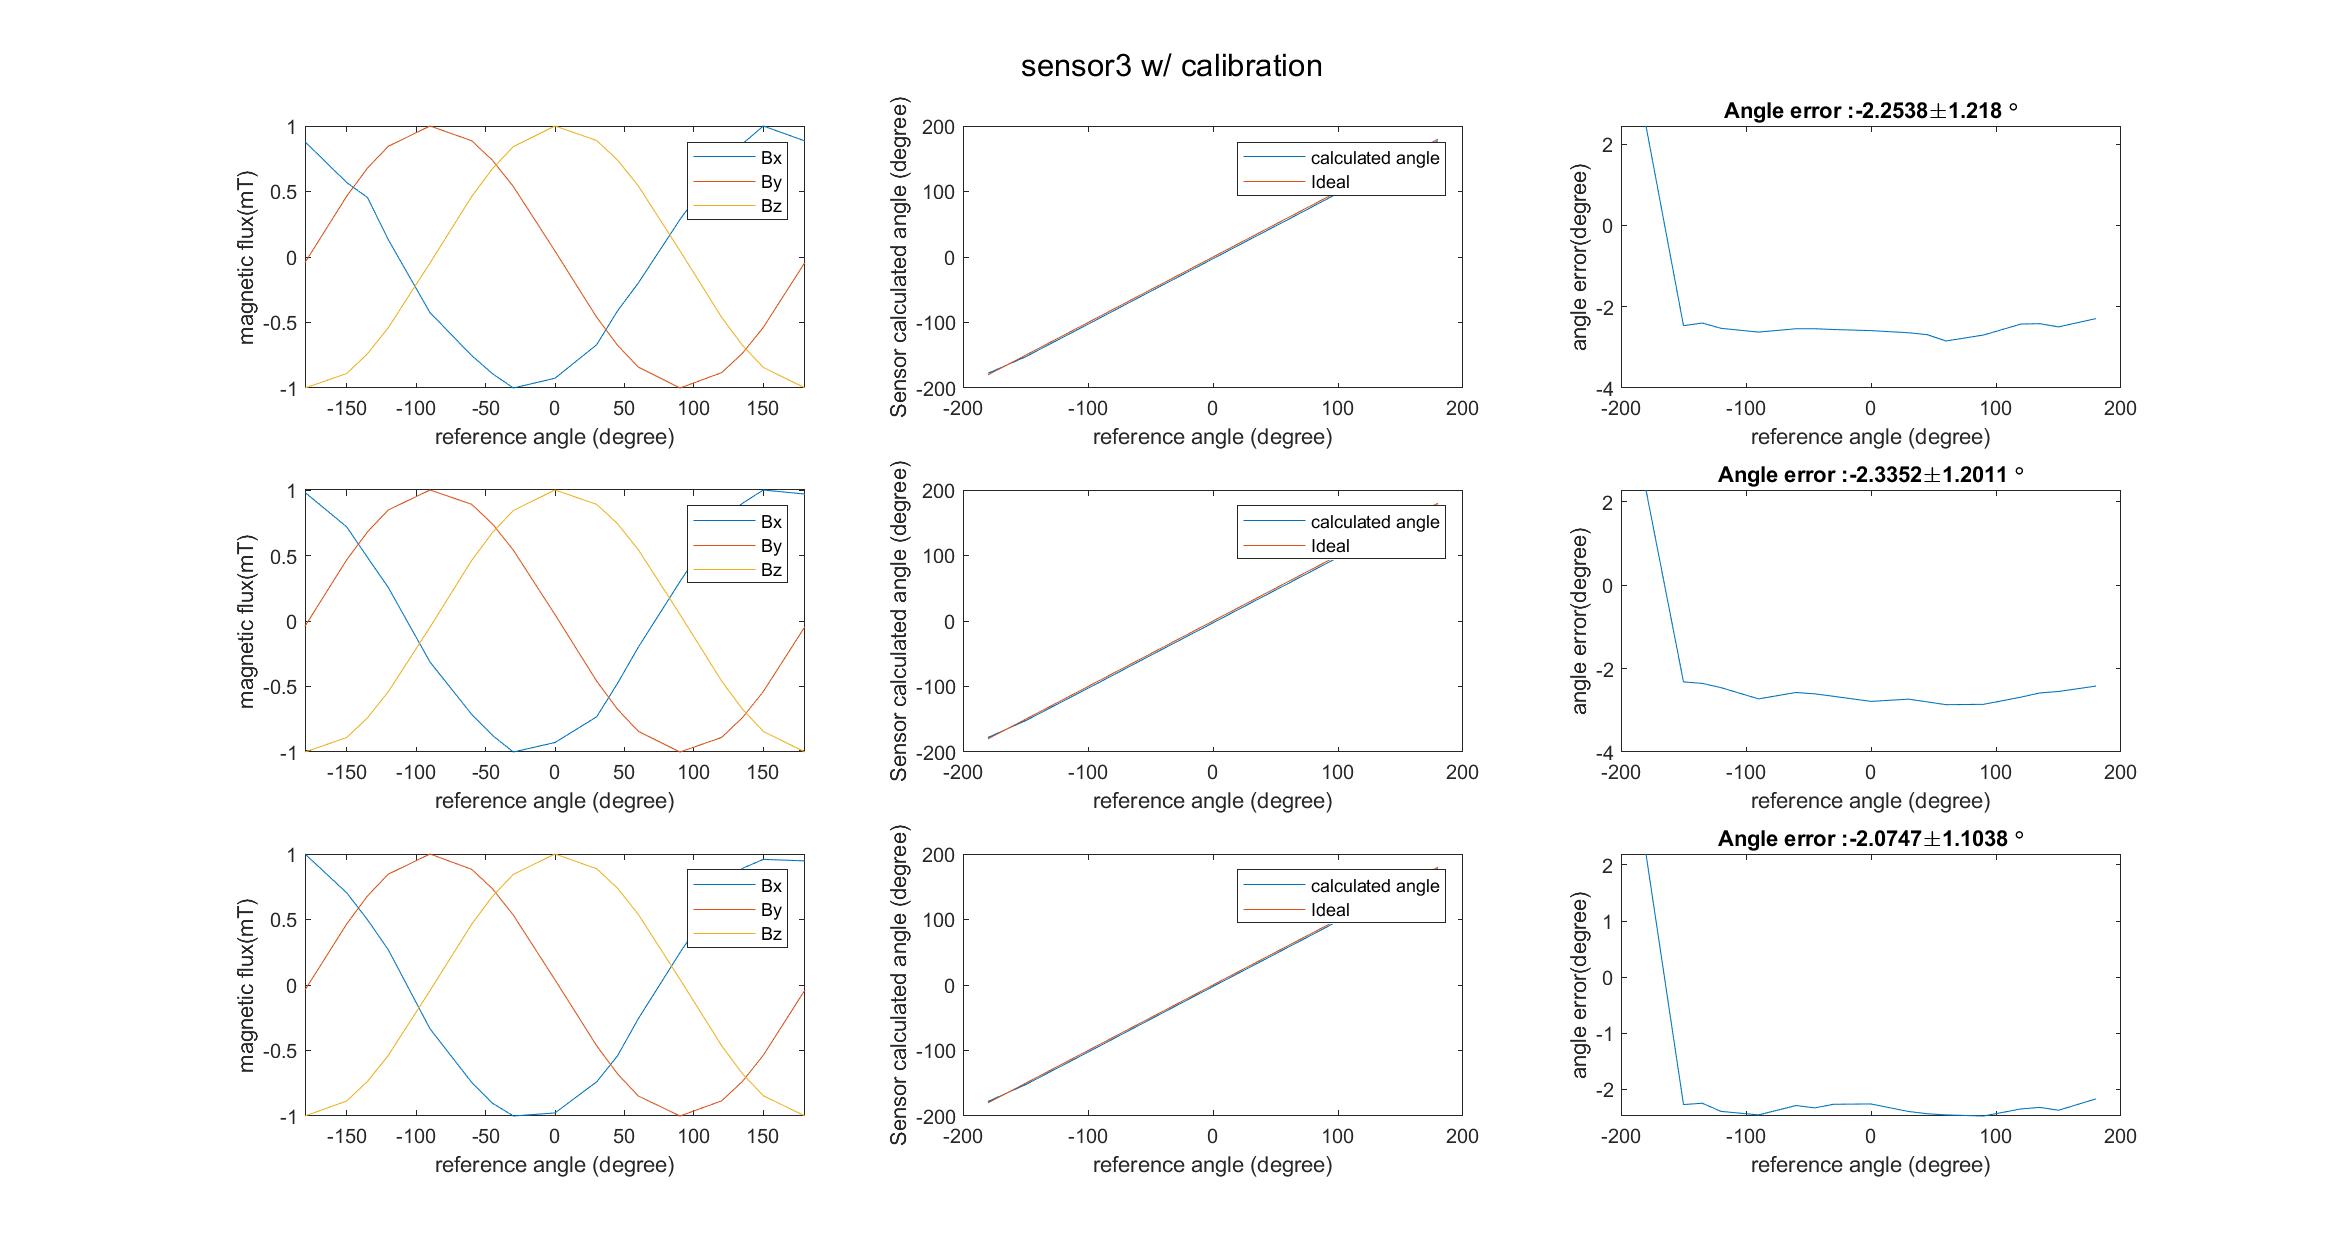 sensor3 w/ calibration
magnetic flux(mT)
1
0.5
0
-0.5
-1
-150 -100 -50 0 50 100 150
reference angle (degree)
Bx
By
Bz
Sensor calculated angle (degree)
200
100
0
-100
-200
-200 -100 0 100 200
reference angle (degree)
calculated angle
Ideal
Angle error :-2.2538±1.218 °
angle error(degree)
2
0
-2
-4
-200 -100 0 100 200
reference angle (degree)
magnetic flux(mT)
1
0.5
0
-0.5
-1
-150 -100 -50 0 50 100 150
reference angle (degree)
Bx
By
Bz
Sensor calculated angle (degree)
200
100
0
-100
-200
-200 -100 0 100 200
reference angle (degree)
calculated angle
Ideal
Angle error :-2.3352±1.2011 °
angle error(degree)
2
0
-2
-4
-200 -100 0 100 200
reference angle (degree)
magnetic flux(mT)
1
0.5
0
-0.5
-1
-150 -100 -50 0 50 100 150
reference angle (degree)
Bx
By
Bz
Sensor calculated angle (degree)
200
100
0
-100
-200
-200 -100 0 100 200
reference angle (degree)
calculated angle
Ideal
Angle error :-2.0747±1.1038 °
angle error(degree)
2
1
0
-1
-2
-200 -100 0 100 200
reference angle (degree)